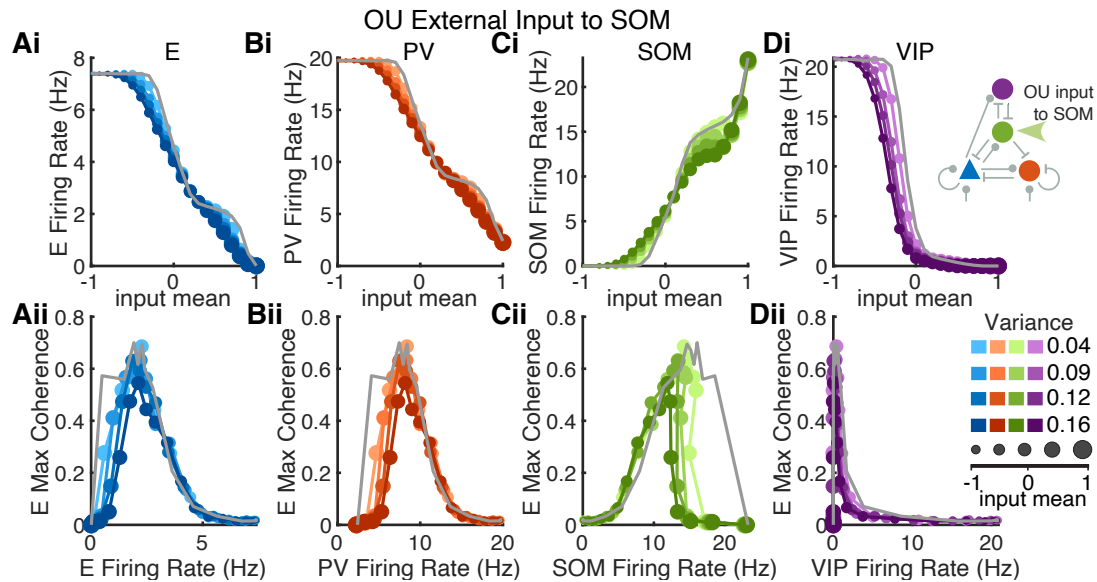 OU External Input to SOM
Ai
E
Bi
PV
Ci
SOM
Di
VIP
8
6
4
2
0
E Firing Rate (Hz)
-1
0
1
input mean
20
15
10
5
0
PV Firing Rate (Hz)
-1
0
1
input mean
20
15
10
5
0
SOM Firing Rate (Hz)
-1
0
1
input mean
20
10
0
VIP Firing Rate (Hz)
-1
0
1
input mean
OU input
to SOM
Aii
0.8
0.6
0.4
0.2
0
E Max Coherence
0
5
E Firing Rate (Hz)
Bii
0.8
0.6
0.4
0.2
0
E Max Coherence
0
10
20
PV Firing Rate (Hz)
Cii
0.8
0.6
0.4
0.2
0
E Max Coherence
0
10
20
SOM Firing Rate (Hz)
Dii
0.8
0.6
0.4
0.2
0
E Max Coherence
0
10
20
VIP Firing Rate (Hz)
Variance
0.04
0.09
0.12
0.16
-1
0
1
input mean